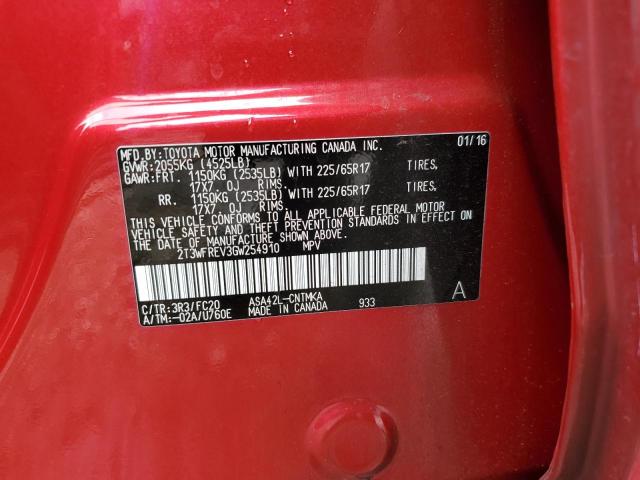 MFD. BY: TOYOTA MOTOR MANUFACTURING CANADA INC. 01/16
GVWR: 2055KG (4525LB)
GAWR: FRT. 1150KG (2535LB) WITH 225/65R17 TIRES,
17X7 OJ RIMS.
RR. 1150KG (2535LB) WITH 225/65R17 TIRES,
17X7 OJ RIMS.
THIS VEHICLE CONFORMS TO ALL APPLICABLE FEDERAL MOTOR
VEHICLE SAFETY AND THEFT PREVENTION STANDARDS IN EFFECT
ON THE DATE OF MANUFACTURE SHOWN ABOVE.
2T3WFREV3GW254910 MPV
C/TR: 3R3/FC20 ASA42L-CNTMKA 933 A
A/TM: -02A/U760E MADE IN CANADA